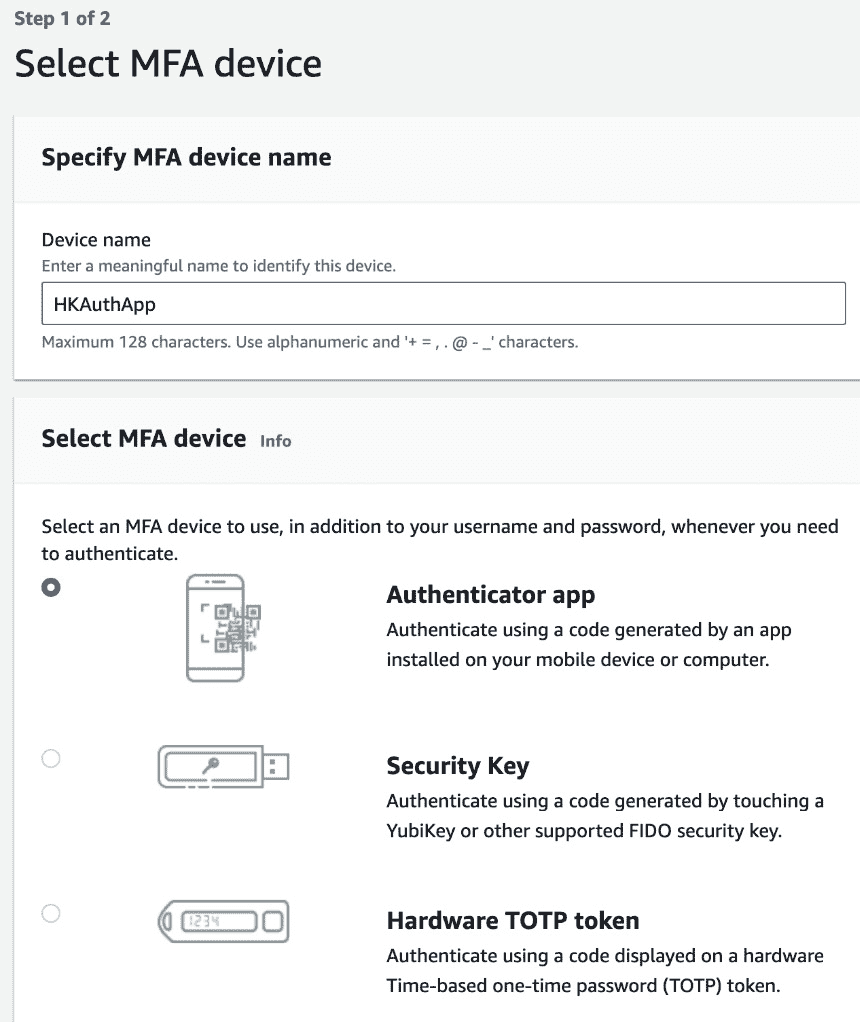 Step 1 of 2
Select MFA device
Specify MFA device name
Device name
Enter a meaningful name to identify this device.
HKAuthApp
Maximum 128 characters. Use alphanumeric and '+ = , . @ - _' characters.
Select MFA device Info
Select an MFA device to use, in addition to your username and password, whenever you need
to authenticate.
Authenticator app
Authenticate using a code generated by an app
installed on your mobile device or computer.
Security Key
Authenticate using a code generated by touching a
YubiKey or other supported FIDO security key.
1234
Hardware TOTP token
Authenticate using a code displayed on a hardware
Time-based one-time password (TOTP) token.